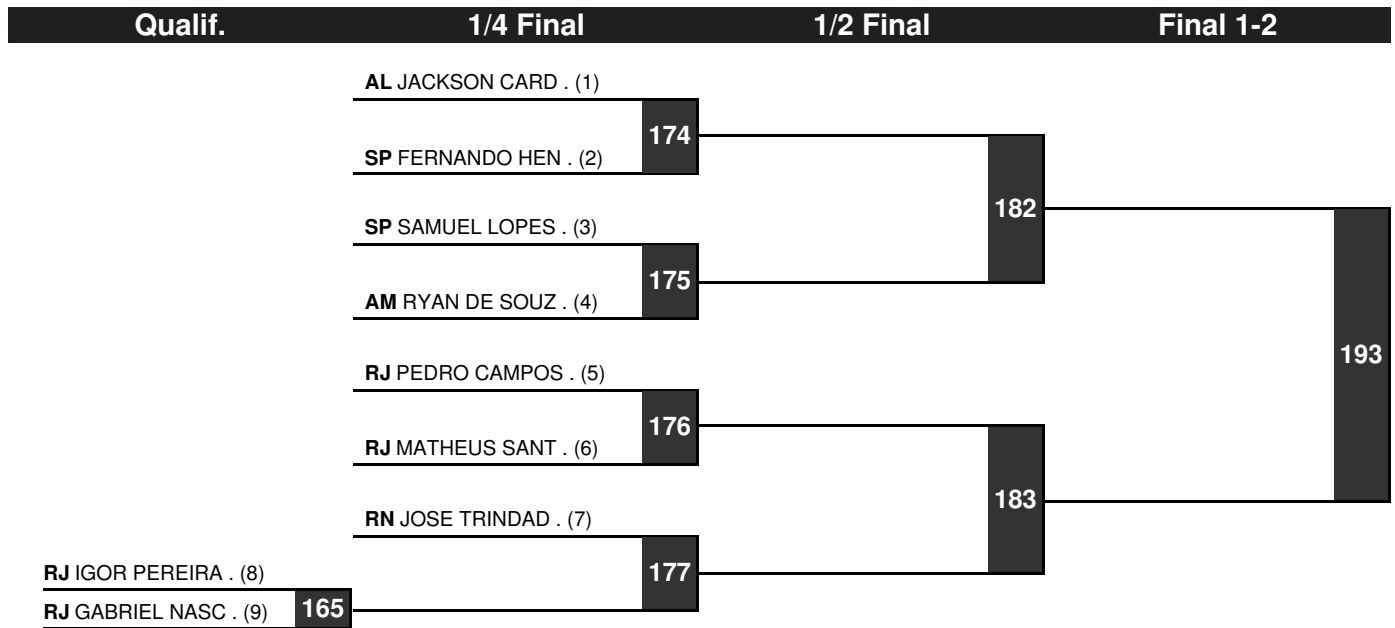 Qualif. 1/4 Final 1/2 Final Final 1-2
AL JACKSON CARD . (1)
174
SP FERNANDO HEN . (2)
182
SP SAMUEL LOPES . (3)
175
AM RYAN DE SOUZ . (4)
193
RJ PEDRO CAMPOS . (5)
176
RJ MATHEUS SANT . (6)
183
RN JOSE TRINDAD . (7)
177
RJ IGOR PEREIRA . (8)
165
RJ GABRIEL NASC . (9)